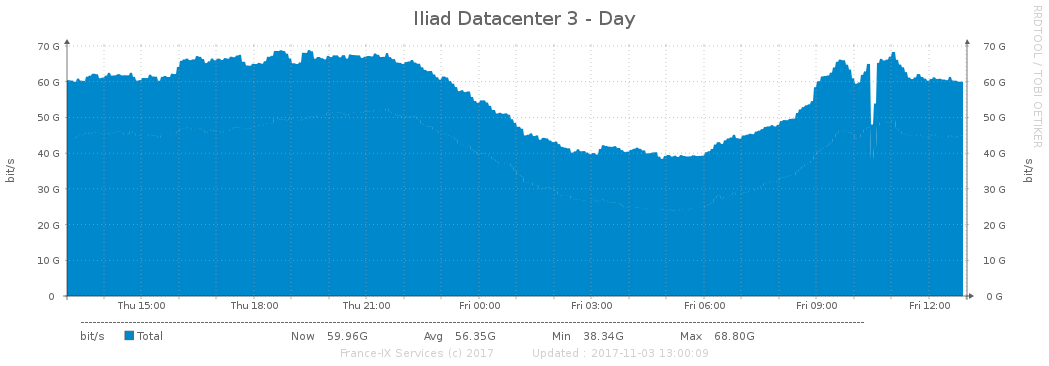 Iliad Datacenter 3 - Day
RRDTOOL / TOBI OETIKER
bit/s
70 G
60 G
50 G
40 G
30 G
20 G
10 G
0
70 G
60 G
50 G
40 G
30 G
20 G
10 G
0 G
bit/s
Thu 15:00 Thu 18:00 Thu 21:00 Fri 00:00 Fri 03:00 Fri 06:00 Fri 09:00 Fri 12:00
bit/s Total Now 59.96G Avg 56.35G Min 38.34G Max 68.80G
France-IX Services (c) 2017 Updated : 2017-11-03 13:00:09